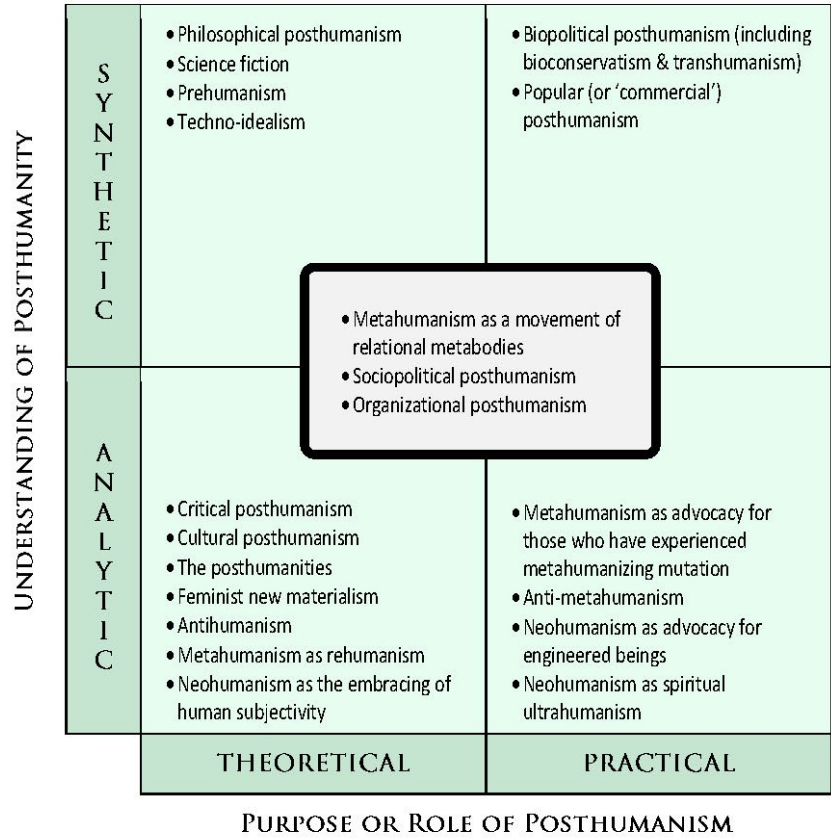 UNDERSTANDING OF POSTHUMANITY
SYNTHETIC
• Philosophical posthumanism
• Science fiction
• Prehumanism
• Techno-idealism
• Biopolitical posthumanism (including
bioconservatism & transhumanism)
• Popular (or ‘commercial’)
posthumanism
• Metahumanism as a movement of
relational metabodies
• Sociopolitical posthumanism
• Organizational posthumanism
ANALYTIC
• Critical posthumanism
• Cultural posthumanism
• The posthumanities
• Feminist new materialism
• Antihumanism
• Metahumanism as rehumanism
• Neohumanism as the embracing of
human subjectivity
• Metahumanism as advocacy for
those who have experienced
metahumanizing mutation
• Anti-metahumanism
• Neohumanism as advocacy for
engineered beings
• Neohumanism as spiritual
ultrahumanism
THEORETICAL
PRACTICAL
PURPOSE OR ROLE OF POSTHUMANISM